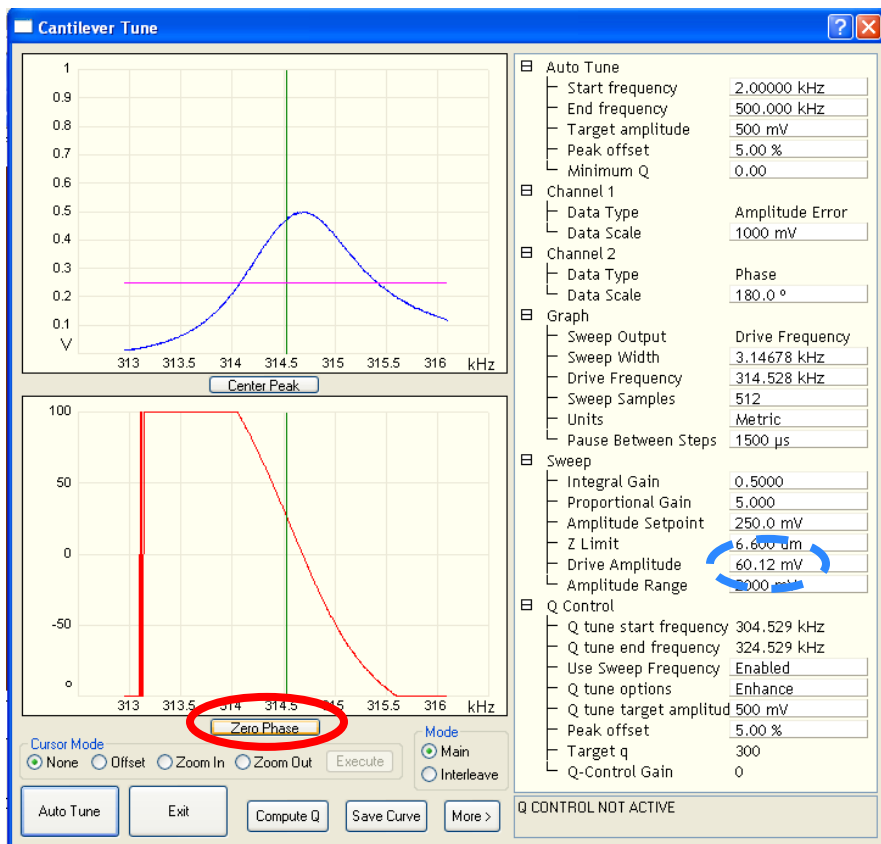 Cantilever Tune
1
0.9
0.8
0.7
0.6
0.5
0.4
0.3
0.2
0.1
V
313 313.5 314 314.5 315 315.5 316 kHz
Center Peak
100
50
0
-50
°
313 313.5 314 314.5 315 315.5 316 kHz
Zero Phase
Cursor Mode
None Offset Zoom In Zoom Out Execute
Mode
Main
Interleave
Auto Tune Exit Compute Q Save Curve More >
Auto Tune
Start frequency 2.00000 kHz
End frequency 500.000 kHz
Target amplitude 500 mV
Peak offset 5.00 %
Minimum Q 0.00
Channel 1
Data Type Amplitude Error
Data Scale 1000 mV
Channel 2
Data Type Phase
Data Scale 180.0 º
Graph
Sweep Output Drive Frequency
Sweep Width 3.14678 kHz
Drive Frequency 314.528 kHz
Sweep Samples 512
Units Metric
Pause Between Steps 1500 µs
Sweep
Integral Gain 0.5000
Proportional Gain 5.000
Amplitude Setpoint 250.0 mV
Z Limit 6.600 um
Drive Amplitude 60.12 mV
Amplitude Range 2000 mV
Q Control
Q tune start frequency 304.529 kHz
Q tune end frequency 324.529 kHz
Use Sweep Frequency Enabled
Q tune options Enhance
Q tune target amplitud 500 mV
Peak offset 5.00 %
Target q 300
Q-Control Gain 0
Q CONTROL NOT ACTIVE